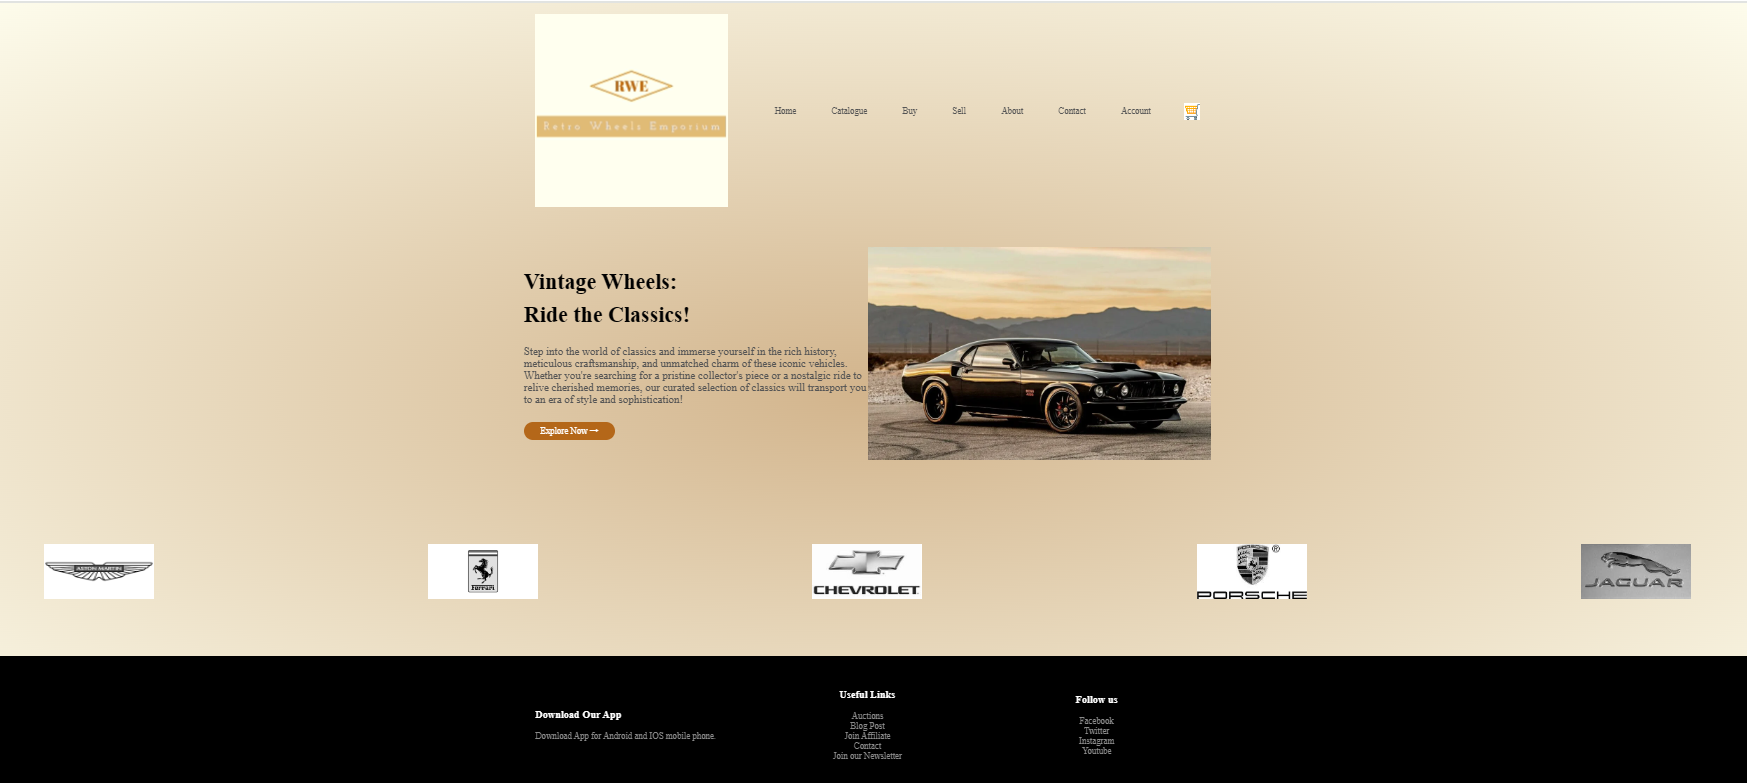 RWE
Retro Wheels Emporium
Home Catalogue Buy Sell About Contact Account
Vintage Wheels:
Ride the Classics!
Step into the world of classics and immerse yourself in the rich history,
meticulous craftsmanship, and unmatched charm of these iconic vehicles.
Whether you're searching for a pristine collector's piece or a nostalgic ride to
relive cherished memories, our curated selection of classics will transport you
to an era of style and sophistication!
Explore Now →
ASTON MARTIN
Ferrari
CHEVROLET
PORSCHE ®
PORSCHE
JAGUAR
Download Our App
Download App for Android and IOS mobile phone.
Useful Links
Auctions
Blog Post
Join Affiliate
Contact
Join our Newsletter
Follow us
Facebook
Twitter
Instagram
Youtube